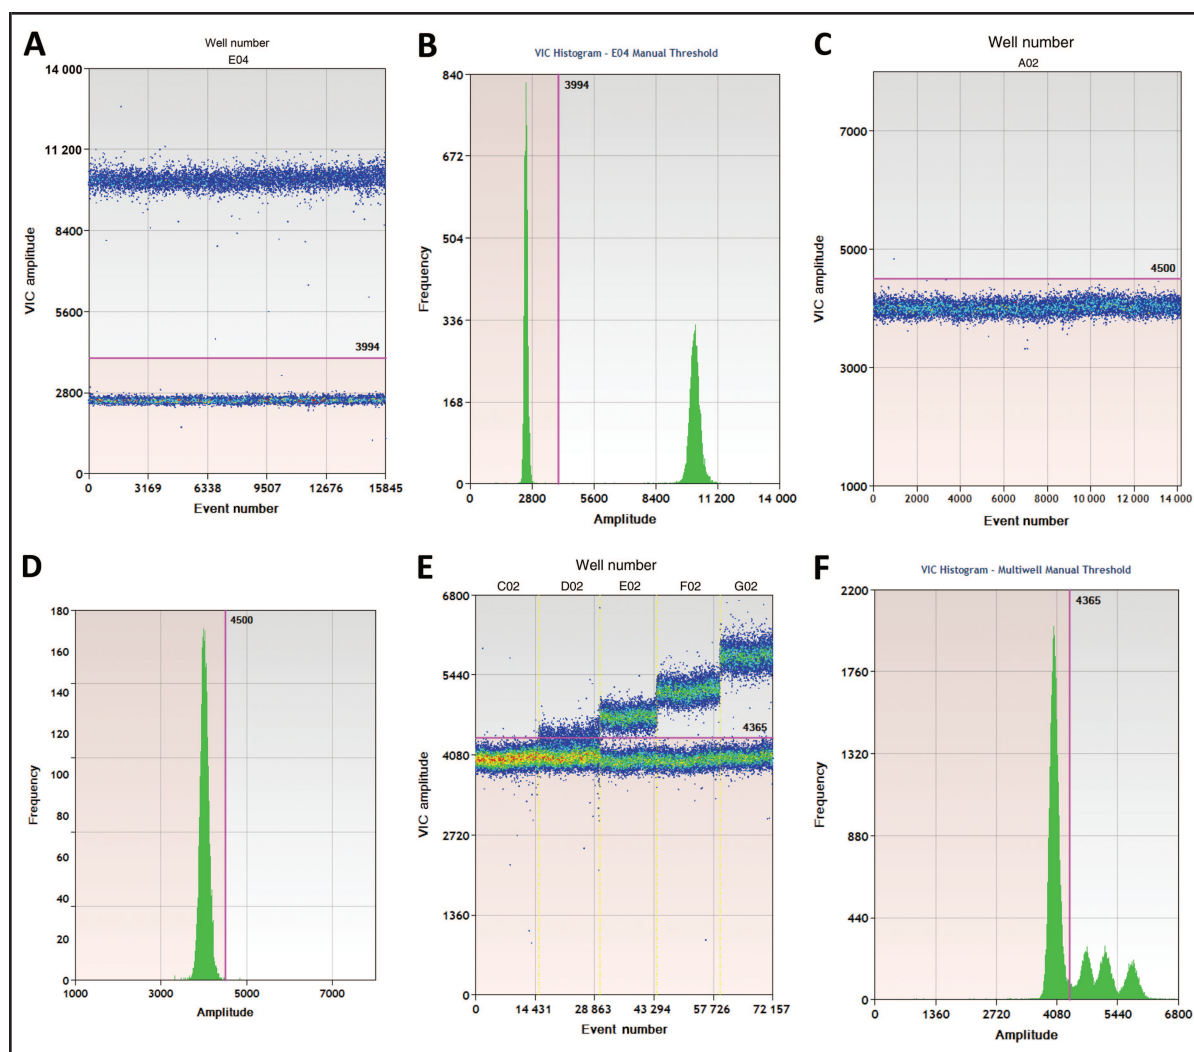 A
Well number
E04
14 000
11 200
8400
5600
2800
0
3994
VIC amplitude
0 3169 6338 9507 12676 15845
Event number
B
VIC Histogram - E04 Manual Threshold
840
672
504
336
168
0
3994
Frequency
0 2800 5600 8400 11 200 14 000
Amplitude
C
Well number
A02
7000
5000
3000
1000
4500
VIC amplitude
0 2000 4000 6000 8000 10 000 12 000 14 000
Event number
D
180
160
140
120
100
80
60
40
20
0
4500
Frequency
1000 3000 5000 7000
Amplitude
E
Well number
C02 D02 E02 F02 G02
6800
5440
4080
2720
1360
0
4365
VIC amplitude
0 14 431 28 863 43 294 57 726 72 157
Event number
F
VIC Histogram - Multiwell Manual Threshold
2200
1760
1320
880
440
0
4365
Frequency
0 1360 2720 4080 5440 6800
Amplitude